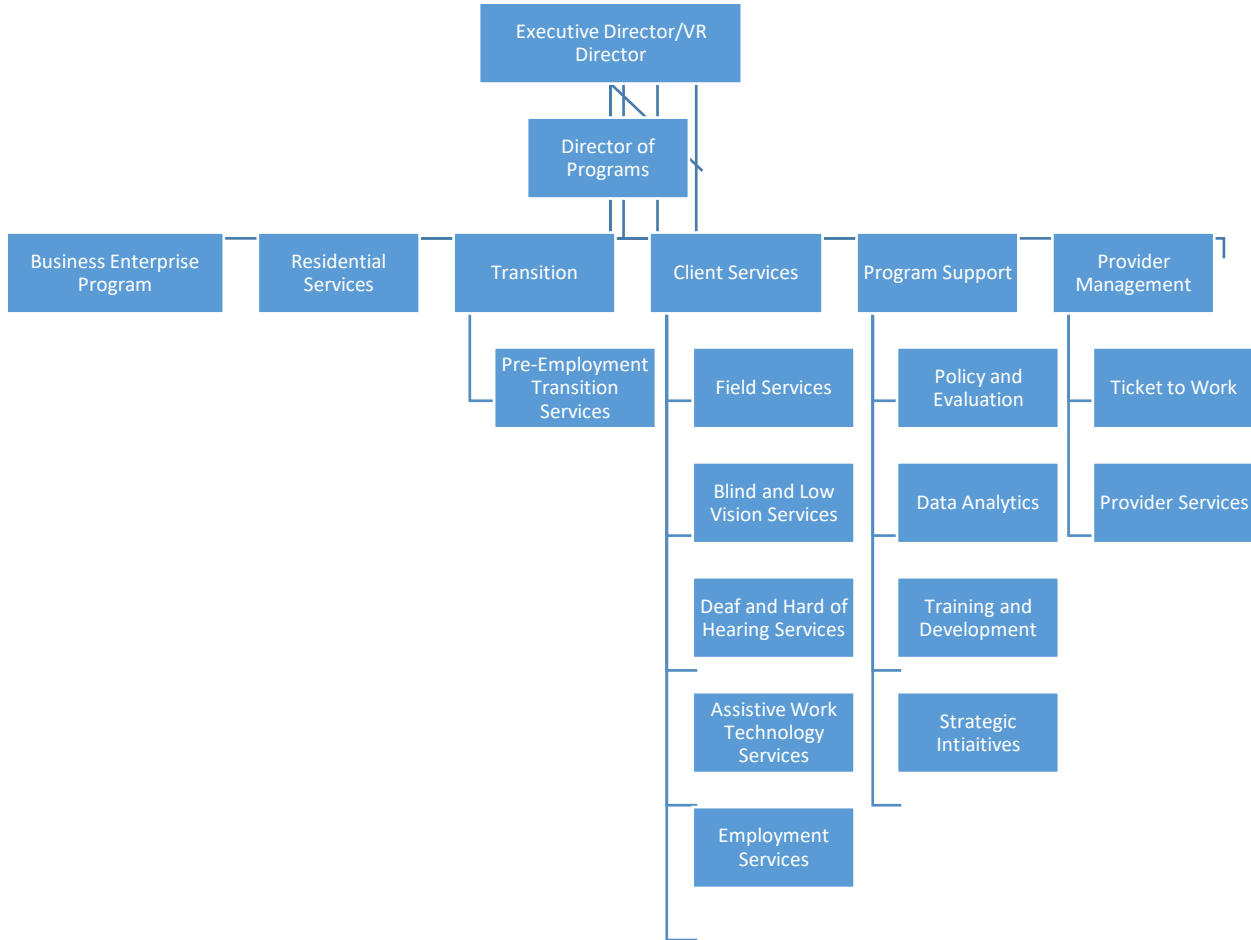 Executive Director/VR
Director
Director of
Programs
Business Enterprise
Program
Residential
Services
Transition
Client Services
Program Support
Provider
Management
Pre-Employment
Transition
Services
Field Services
Policy and
Evaluation
Ticket to Work
Blind and Low
Vision Services
Data Analytics
Provider Services
Deaf and Hard of
Hearing Services
Training and
Development
Assistive Work
Technology
Services
Strategic
Intiaitives
Employment
Services